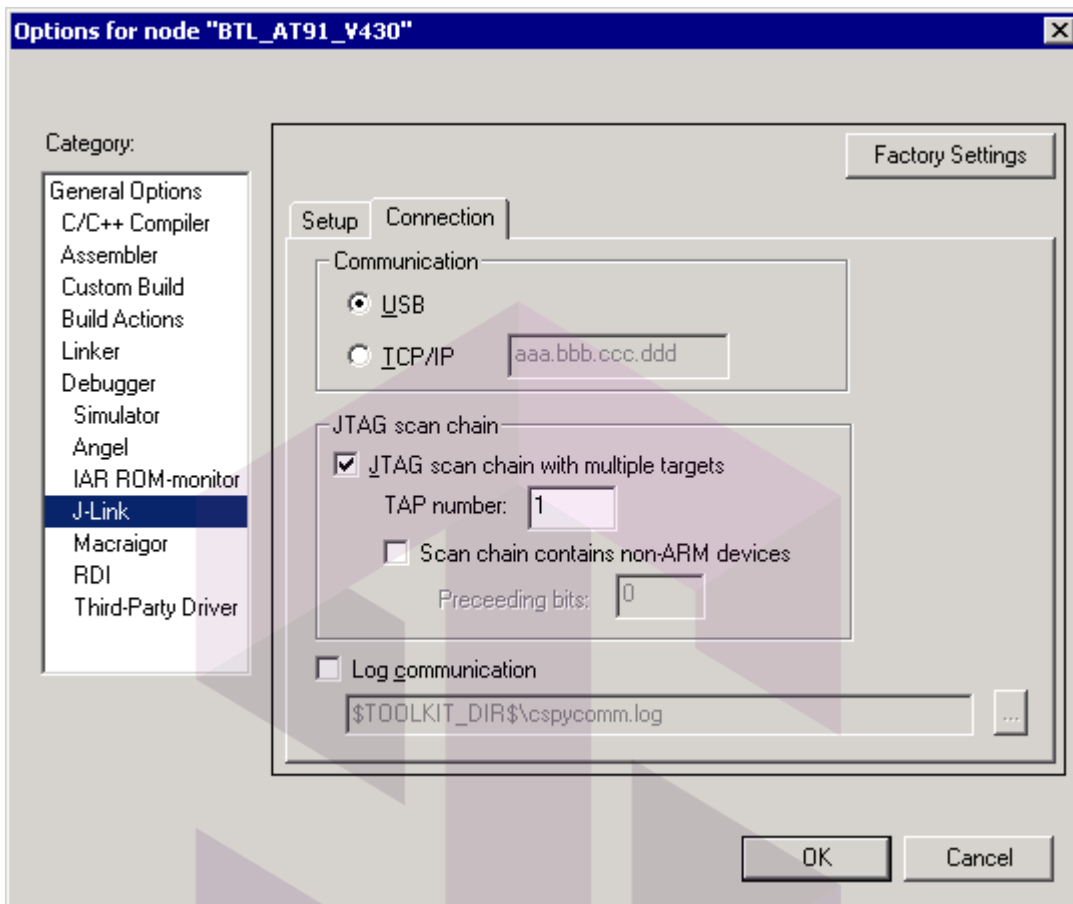 Options for node "BTL_AT91_V430"
Category:
General Options
C/C++ Compiler
Assembler
Custom Build
Build Actions
Linker
Debugger
Simulator
Angel
IAR ROM-monitor
J-Link
Macraigor
RDI
Third-Party Driver
Factory Settings
Setup Connection
Communication
USB
TCP/IP aaa.bbb.ccc.ddd
JTAG scan chain
JTAG scan chain with multiple targets
TAP number: 1
Scan chain contains non-ARM devices
Preceeding bits: 0
Log communication
$TOOLKIT_DIR$\cspycomm.log ...
OK Cancel